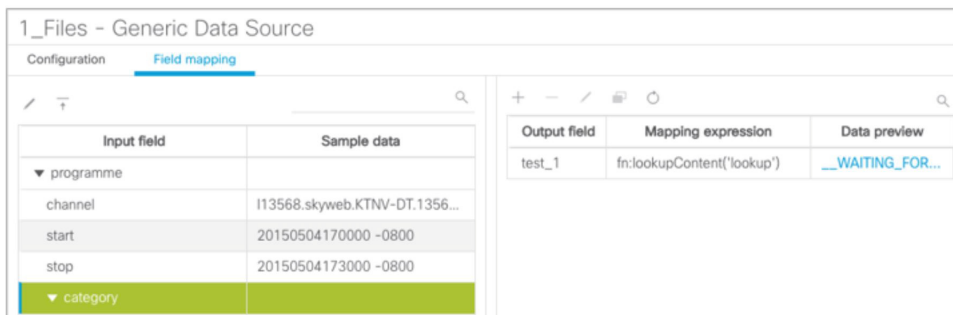 1_Files - Generic Data Source
Configuration Field mapping
Input field Sample data
programme
channel I13568.skyweb.KTNV-DT.1356...
start 20150504170000 -0800
stop 20150504173000 -0800
category
Output field Mapping expression Data preview
test_1 fn:lookupContent('lookup') __WAITING_FOR...